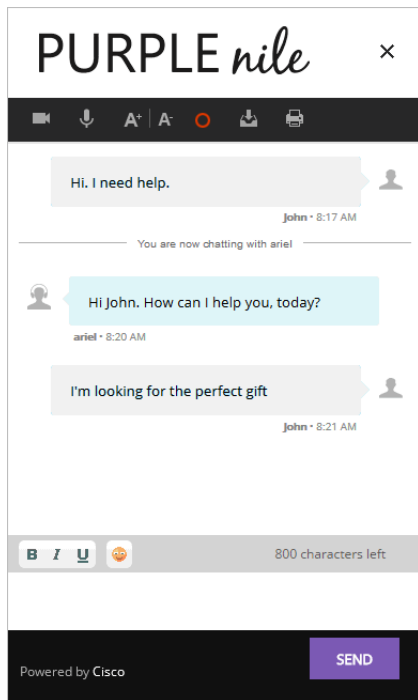 PURPLE nile
A+ A-
Hi. I need help.
John • 8:17 AM
You are now chatting with ariel
Hi John. How can I help you, today?
ariel • 8:20 AM
I'm looking for the perfect gift
John • 8:21 AM
B I U
800 characters left
SEND
Powered by Cisco